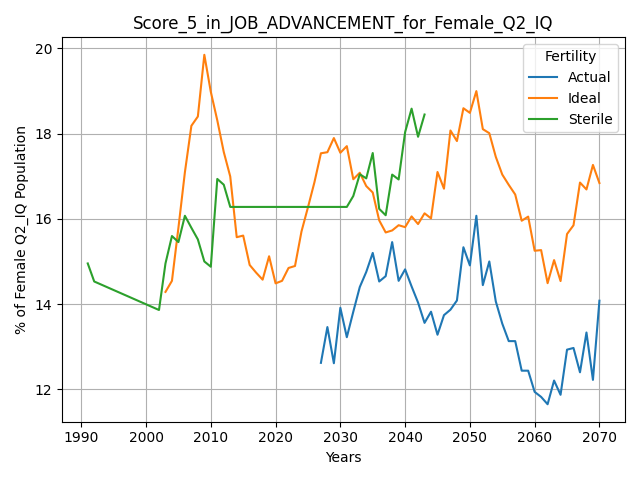 Score_5_in_JOB_ADVANCEMENT_for_Female_Q2_IQ
Fertility
Actual
Ideal
Sterile
% of Female Q2_IQ Population
20
18
16
14
12
1990 2000 2010 2020 2030 2040 2050 2060 2070
Years